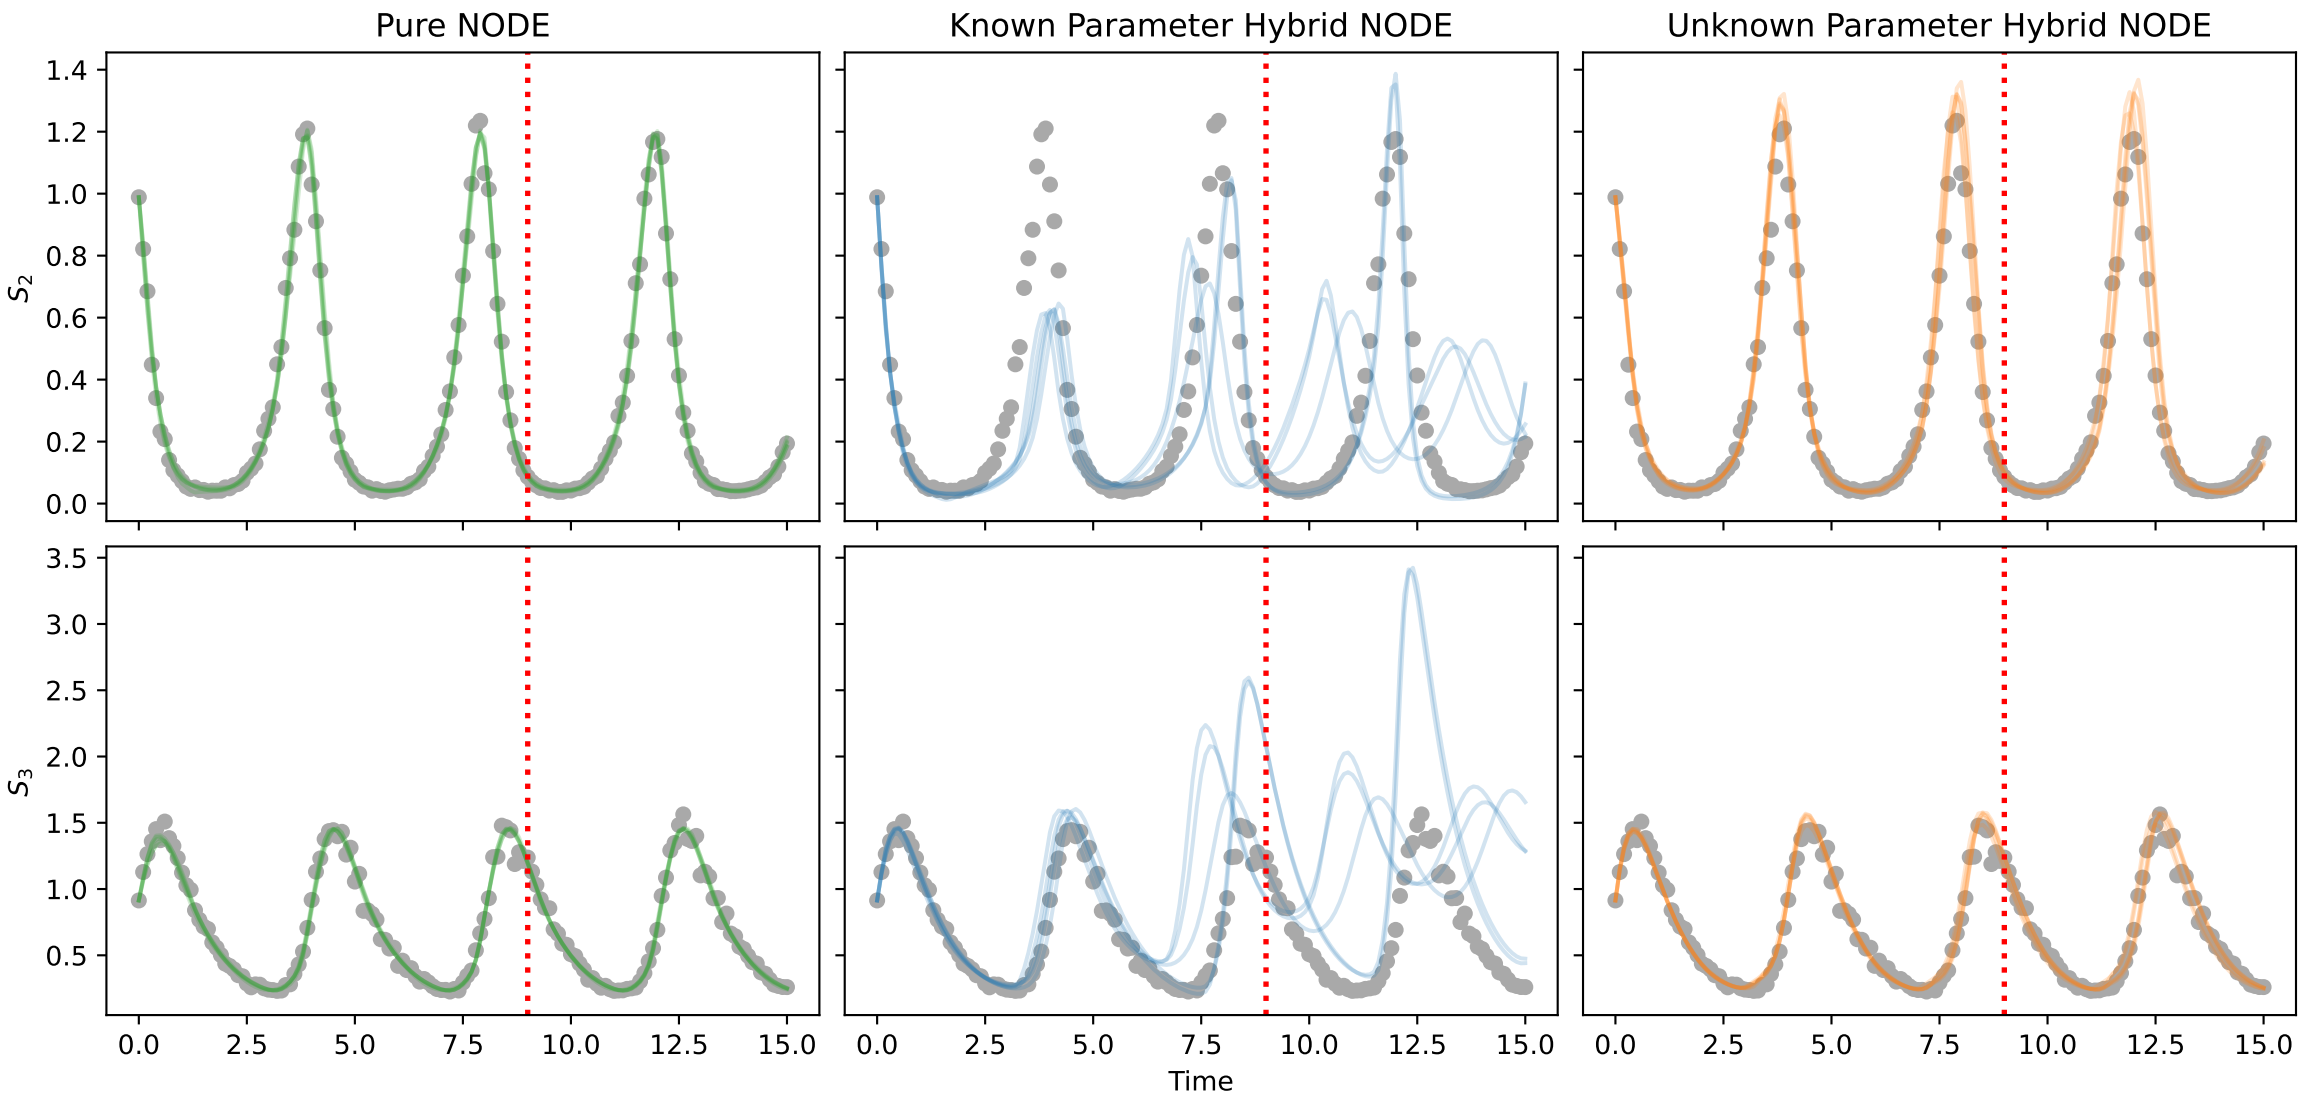 Pure NODE
Known Parameter Hybrid NODE
Unknown Parameter Hybrid NODE
1.4
1.2
1.0
0.8
0.6
0.4
0.2
0.0
S₂
3.5
3.0
2.5
2.0
1.5
1.0
0.5
S₃
0.0 2.5 5.0 7.5 10.0 12.5 15.0
0.0 2.5 5.0 7.5 10.0 12.5 15.0
0.0 2.5 5.0 7.5 10.0 12.5 15.0
Time